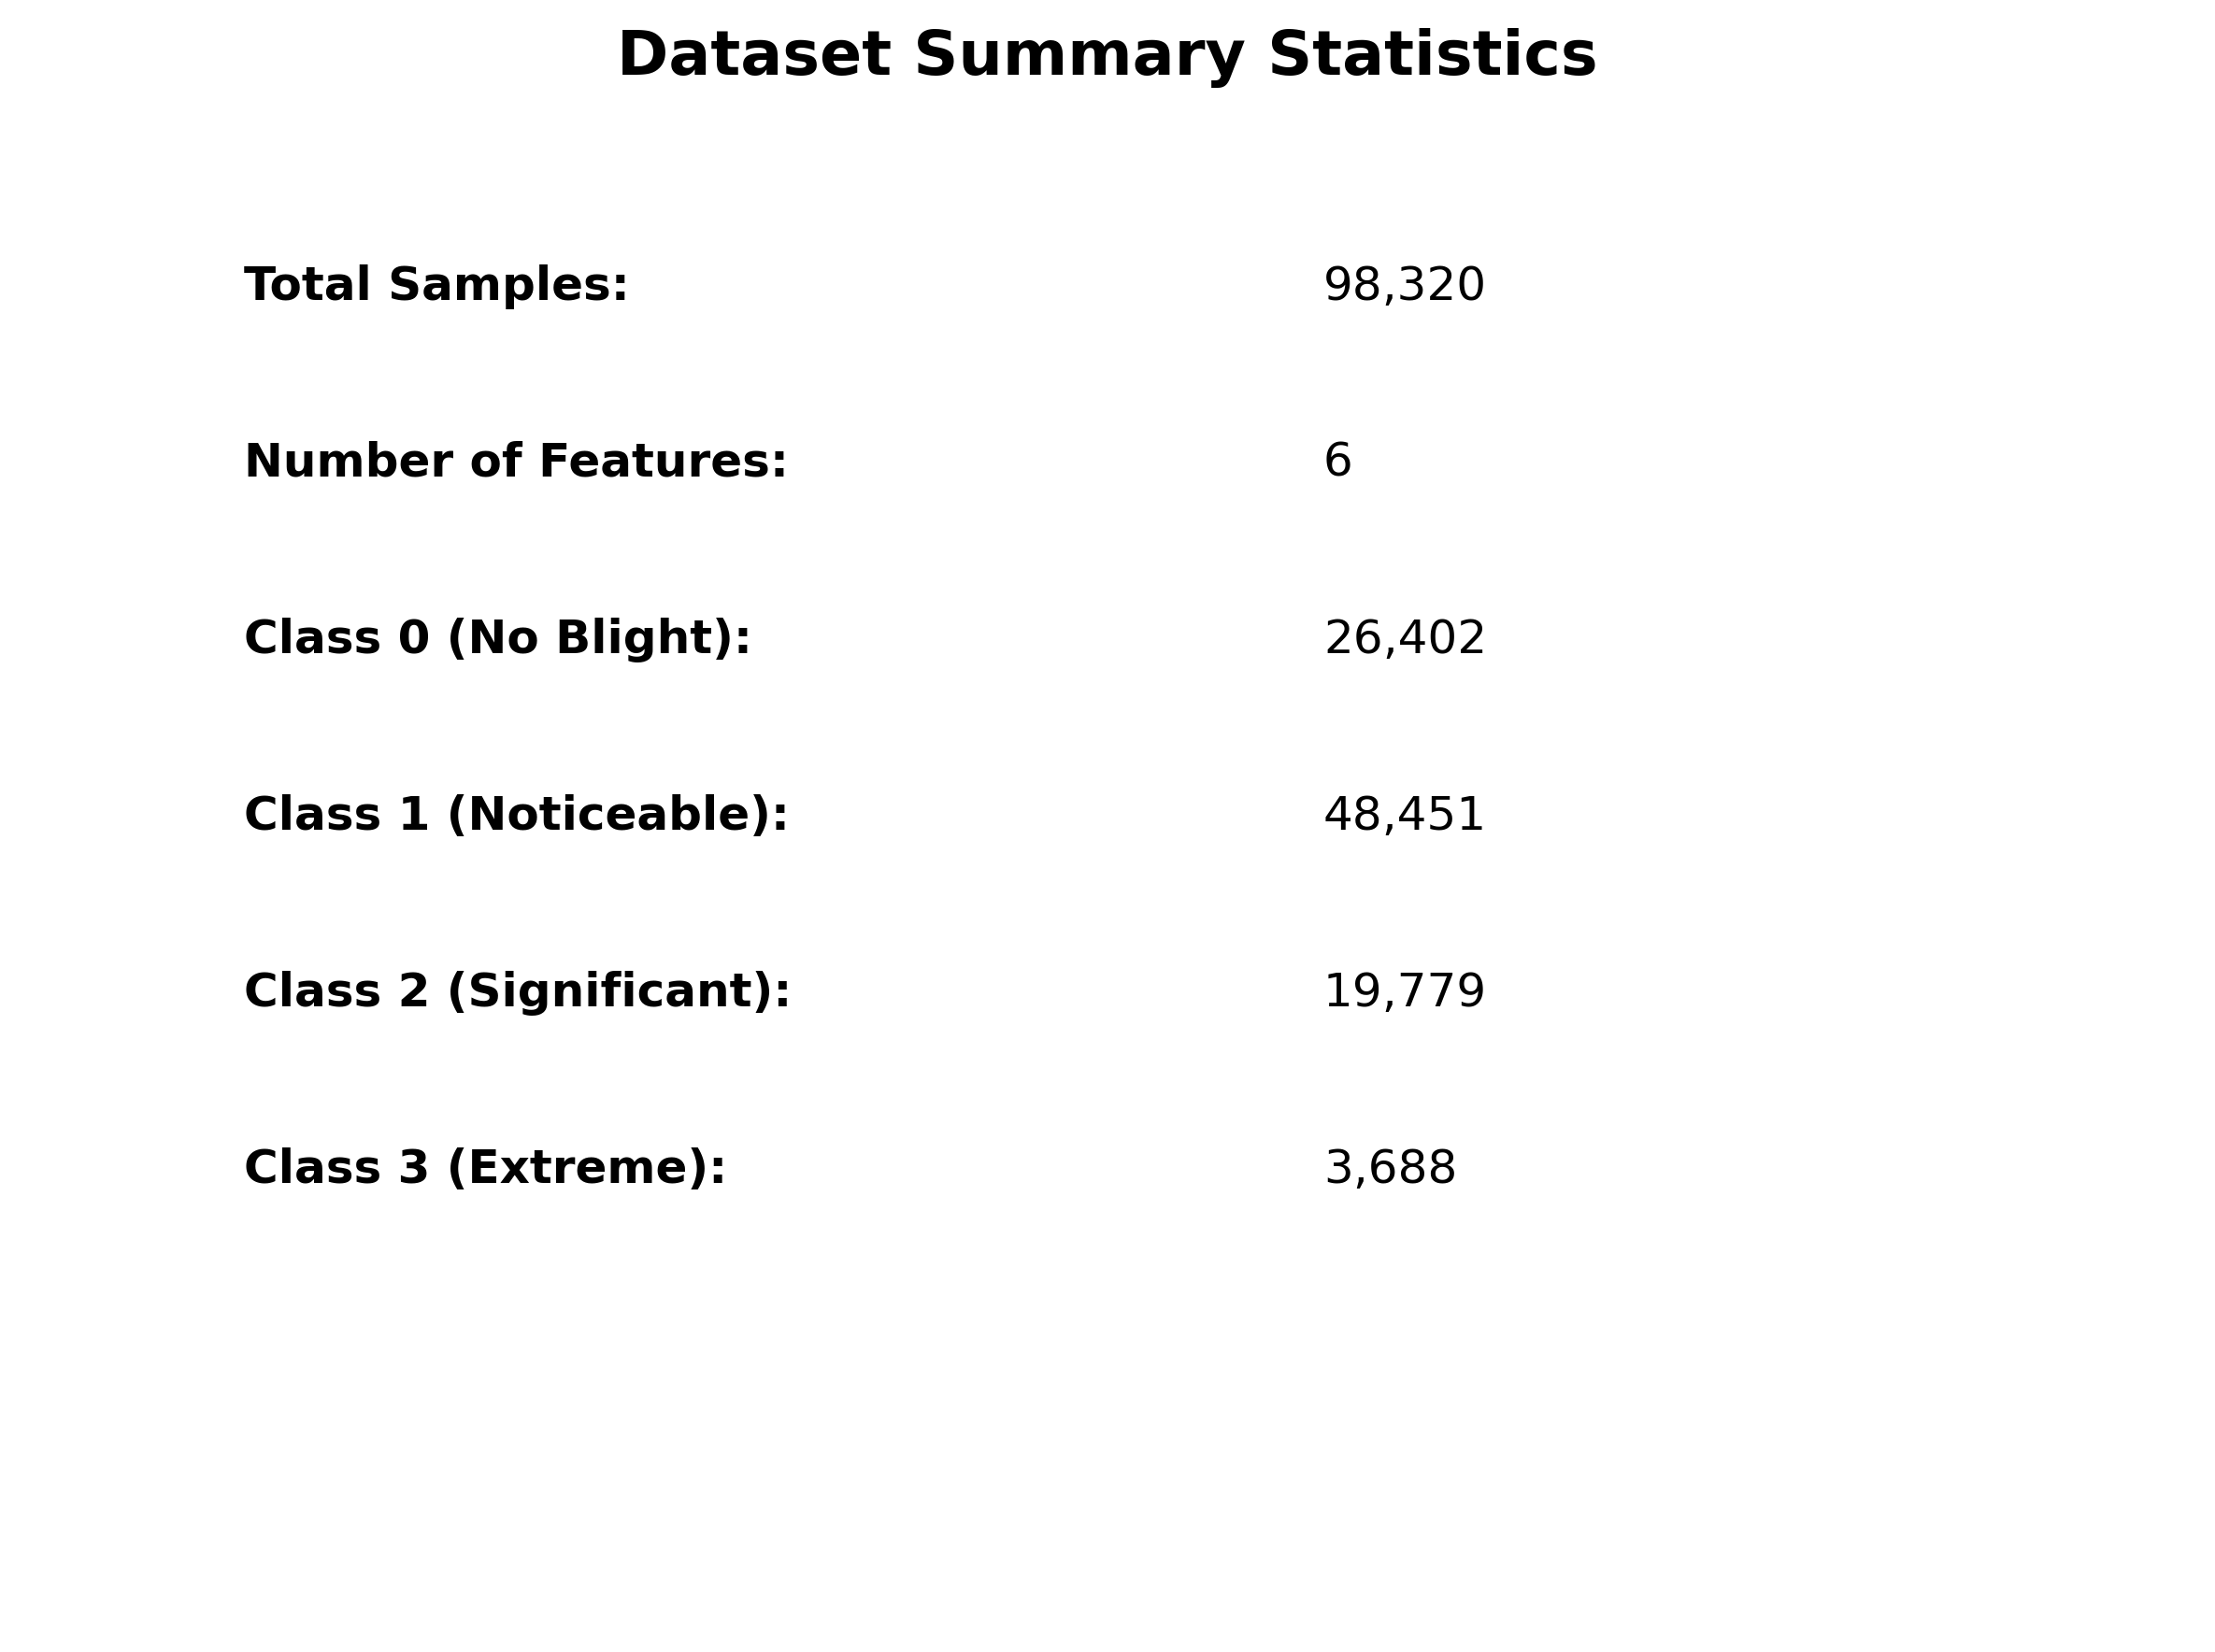 Dataset Summary Statistics
Total Samples: 98,320
Number of Features: 6
Class 0 (No Blight): 26,402
Class 1 (Noticeable): 48,451
Class 2 (Significant): 19,779
Class 3 (Extreme): 3,688